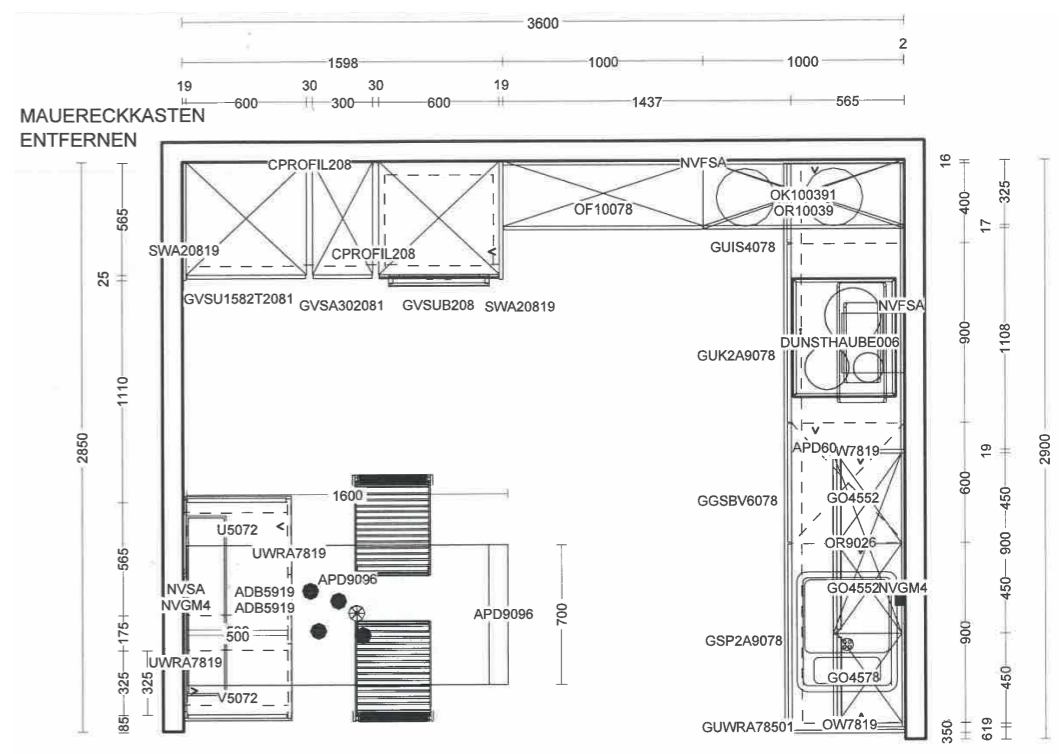 3600
2
1598
1000
1000
19
30
30
19
600
300
600
1437
565
MAUERECKKASTEN
ENTFERNEN
CPROFIL208
NVFSA
16
325
565
OK100391
400
OF10078
OR10039
17
SWA20819
CPROFIL208
GUIS4078
25
GVSU1582T2081
GVSA302081
GVSUB208
SWA20819
NVFSA
900
1108
DUNSTHAUBE006
GUK2A9078
1110
2850
2900
APD60
OW7819
19
600
1600
GGSBV6078
GO4552
450
U5072
565
UWRA7819
OR9026
900
APD9096
NVSA
ADB5919
GO4552
NVGM4
450
NVGM4
ADB5919
APD9096
700
175
500
900
GSP2A9078
UWRA7819
325
325
GO4578
450
V5072
85
GUWRA78501
OW7819
350
619